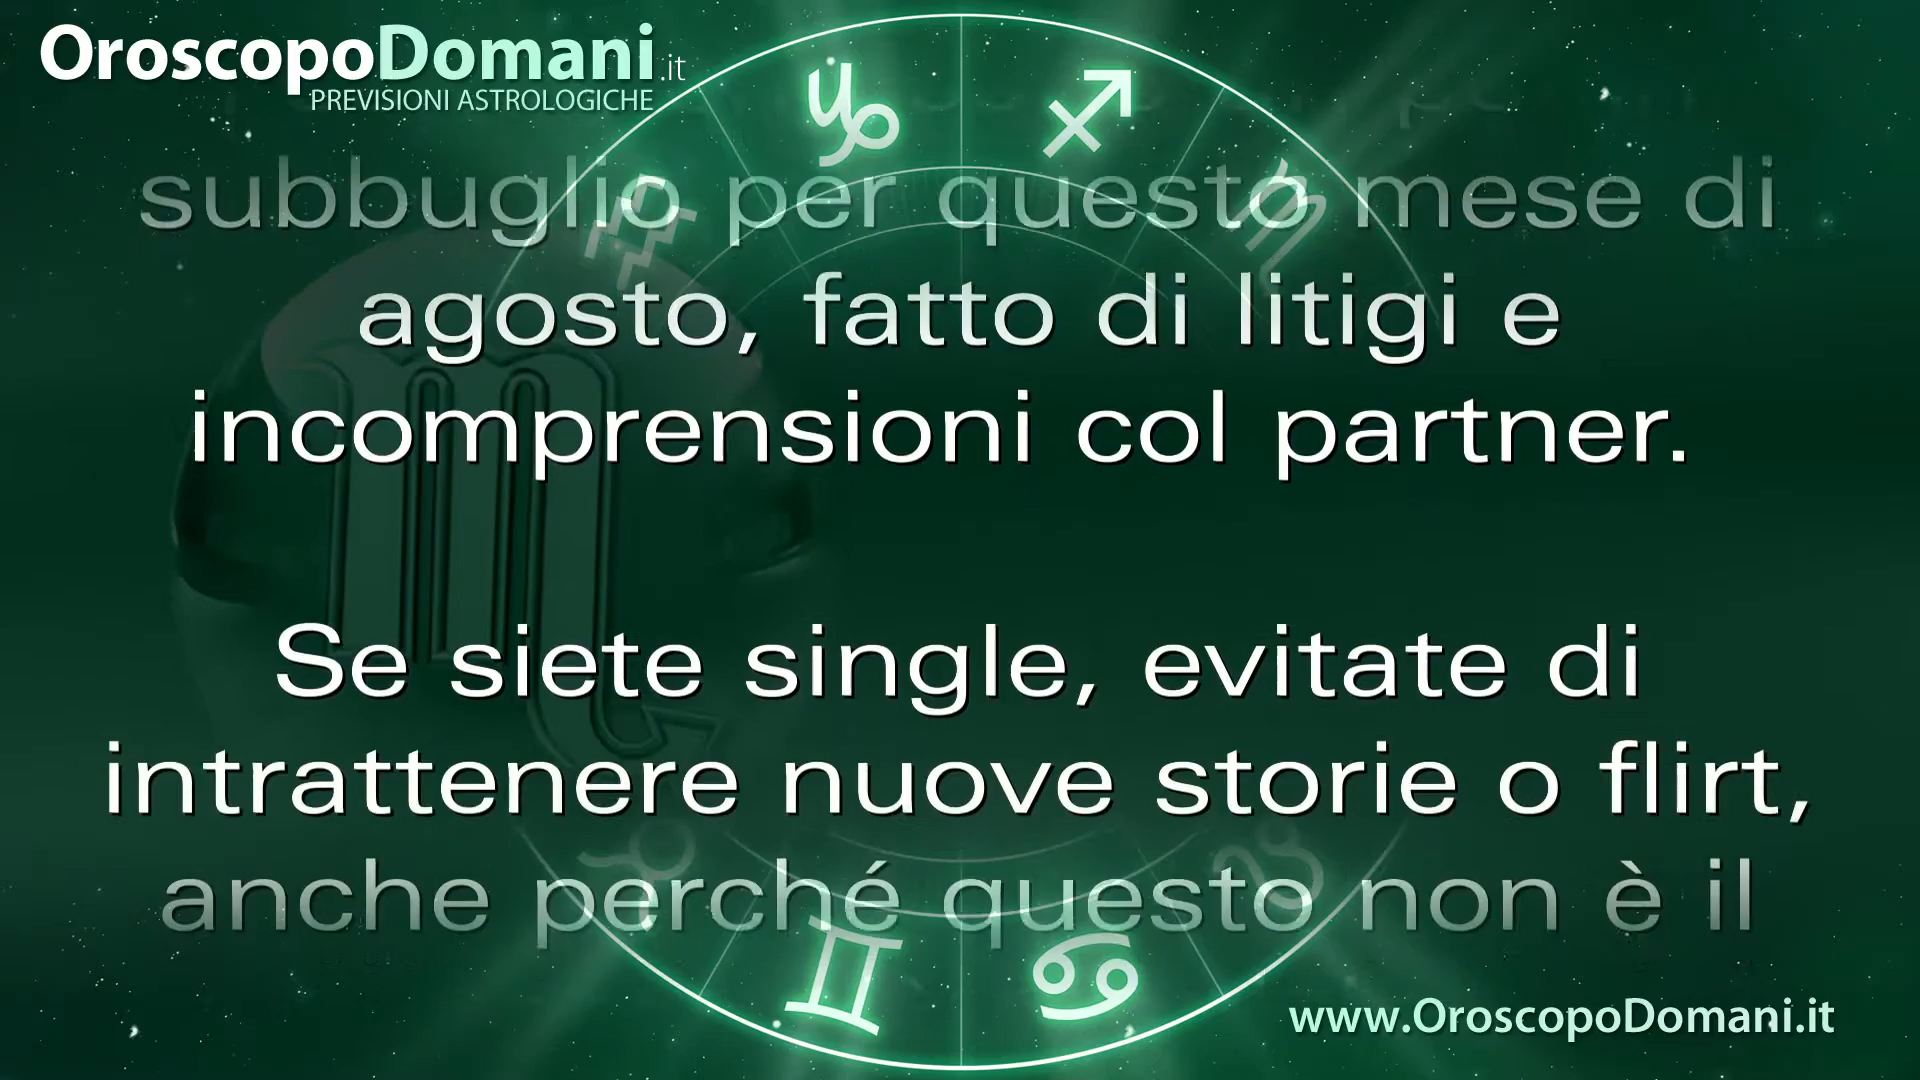 OroscopoDomani.it
PREVISIONI ASTROLOGICHE
subbuglio per questo mese di
agosto, fatto di litigi e
incomprensioni col partner.
Se siete single, evitate di
intrattenere nuove storie o flirt,
anche perché questo non è il
www.OroscopoDomani.it